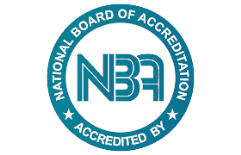 NATIONAL BOARD OF ACCREDITATION
NBA
★ ACCREDITED BY ★